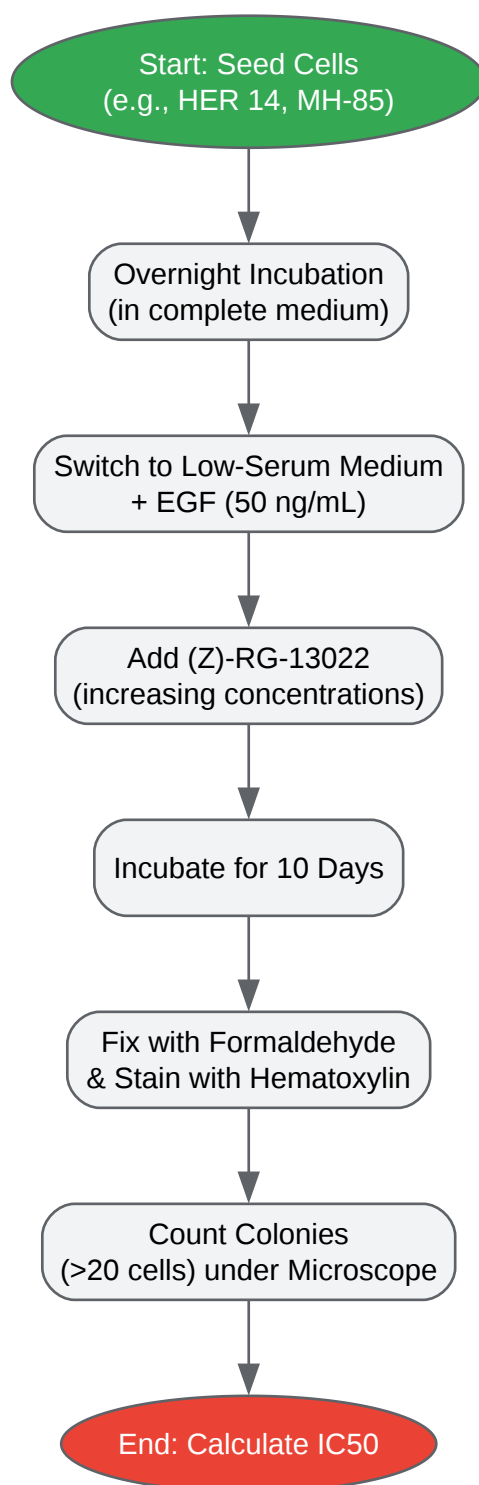 Start: Seed Cells
(e.g., HER 14, MH-85)
Overnight Incubation
(in complete medium)
Switch to Low-Serum Medium
+ EGF (50 ng/mL)
Add (Z)-RG-13022
(increasing concentrations)
Incubate for 10 Days
Fix with Formaldehyde
& Stain with Hematoxylin
Count Colonies
(>20 cells) under Microscope
End: Calculate IC50